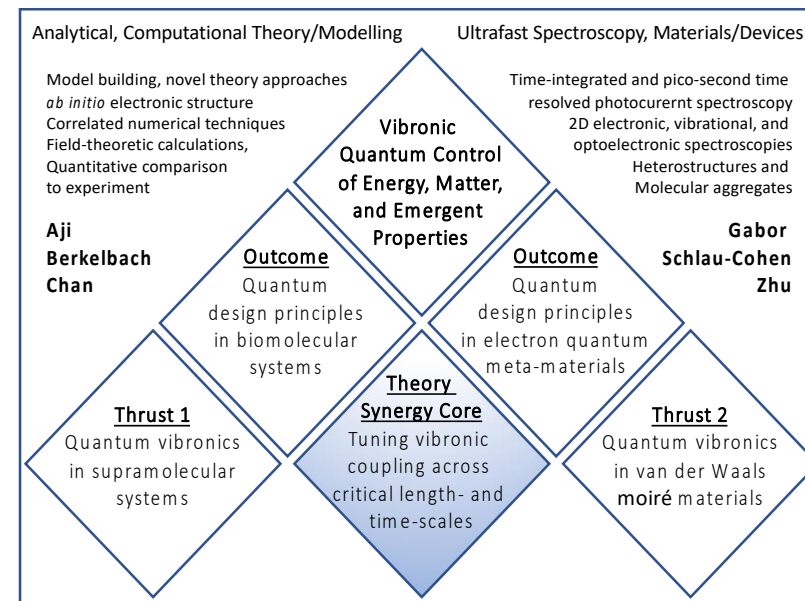 Analytical, Computational Theory/Modelling
Ultrafast Spectroscopy, Materials/Devices
Model building, novel theory approaches
ab initio electronic structure
Correlated numerical techniques
Field-theoretic calculations,
Quantitative comparison
to experiment
Aji
Berkelbach
Chan
Time-integrated and pico-second time
resolved photocurernt spectroscopy
2D electronic, vibrational, and
optoelectronic spectroscopies
Heterostructures and
Molecular aggregates
Gabor
Schlau-Cohen
Zhu
Vibronic
Quantum Control
of Energy, Matter,
and Emergent
Properties
Outcome
Quantum
design principles
in biomolecular
systems
Outcome
Quantum
design principles
in electron quantum
meta-materials
Thrust 1
Quantum vibronics
in supramolecular
systems
Theory
Synergy Core
Tuning vibronic
coupling across
critical length- and
time-scales
Thrust 2
Quantum vibronics
in van der Waals
moiré materials